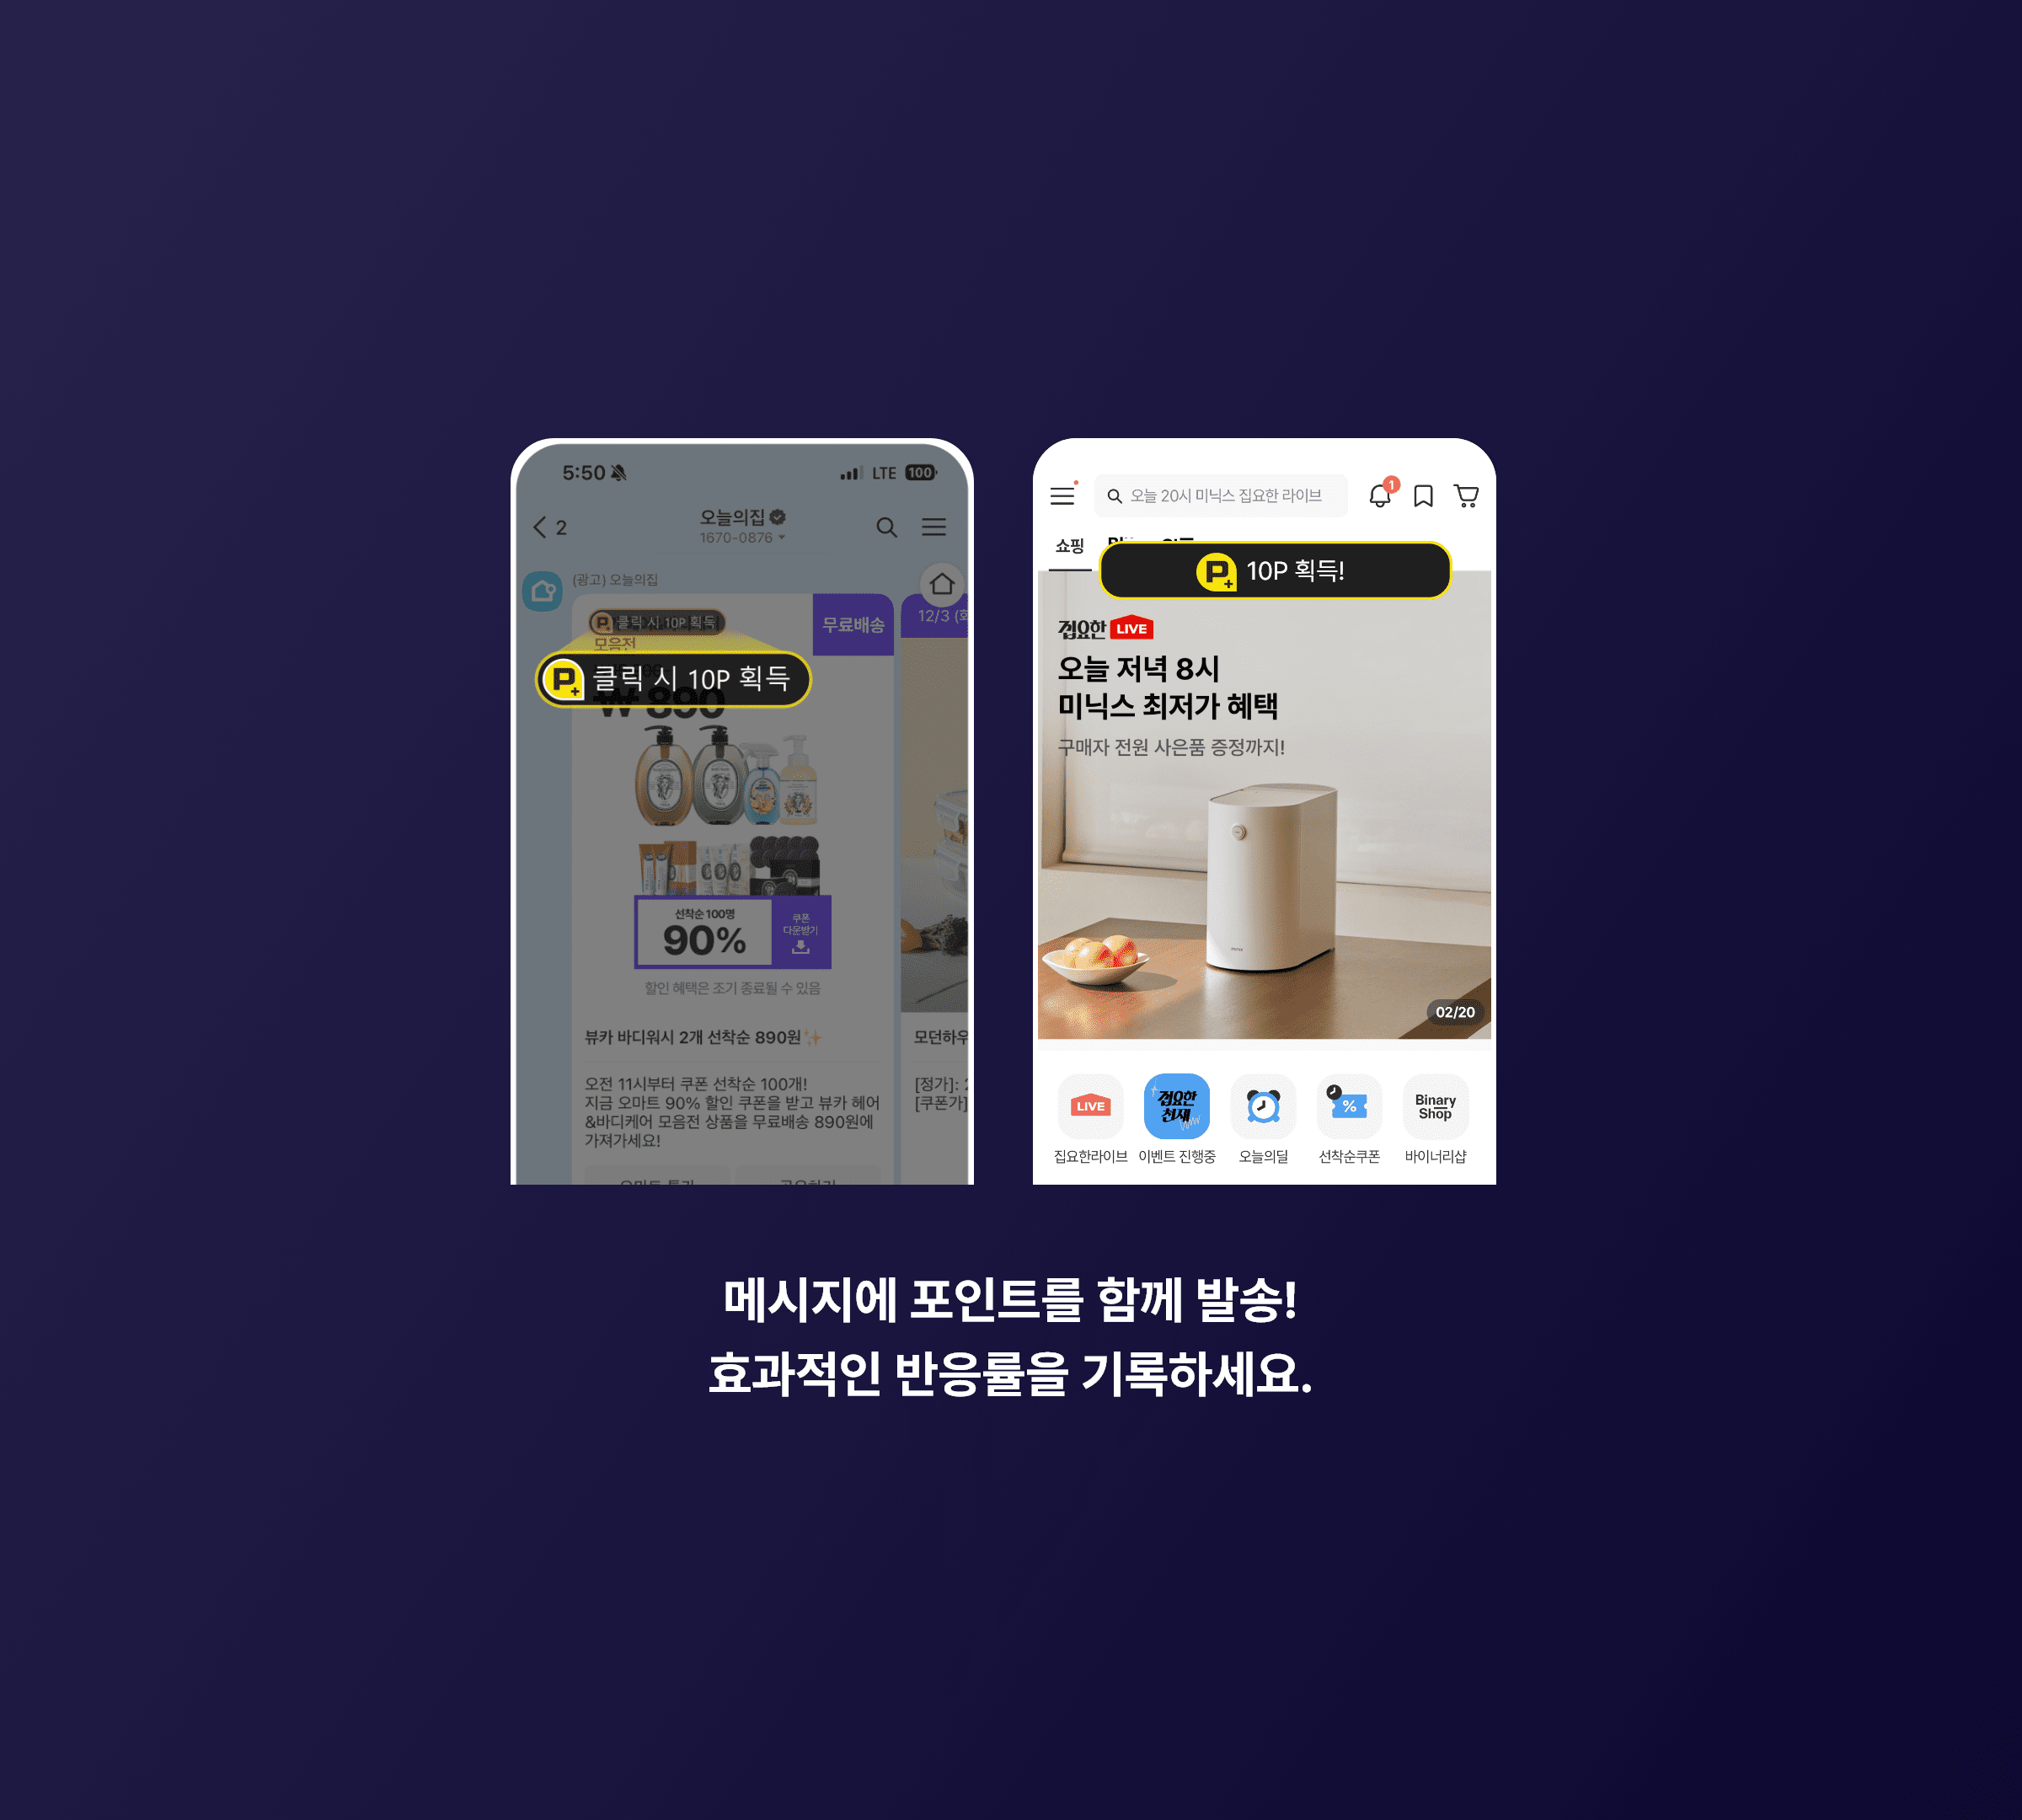 5:50
LTE
100
2
오늘의집
1670-0876
(광고) 오늘의집
클릭 시 10P 획득
모음전
무료배송
12/3 (화
클릭 시 10P 획득
₩ 890
선착순 100명
90%
쿠폰
다운받기
할인 혜택은 조기 종료될 수 있음
뷰카 바디워시 2개 선착순 890원✨
모던하우
오전 11시부터 쿠폰 선착순 100개!
지금 오마트 90% 할인 쿠폰을 받고 뷰카 헤어
&바디케어 모음전 상품을 무료배송 890원에
가져가세요!
[정가]:
[쿠폰가]
오늘 20시 미닉스 집요한 라이브
1
쇼핑
10P 획득!
집요한 LIVE
오늘 저녁 8시
미닉스 최저가 혜택
구매자 전원 사은품 증정까지!
02/20
LIVE
집요한
천재
%
Binary
Shop
집요한라이브
이벤트 진행중
오늘의딜
선착순쿠폰
바이너리샵
메시지에 포인트를 함께 발송!
효과적인 반응률을 기록하세요.